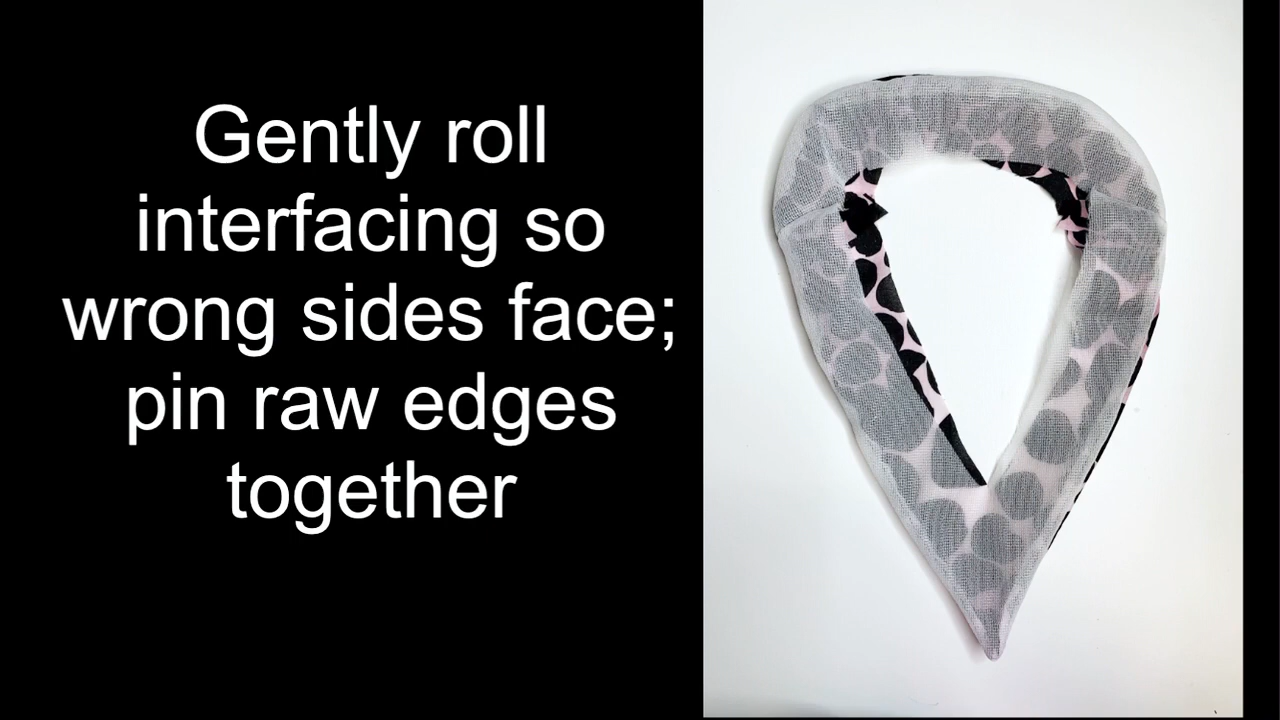 Gently roll
interfacing so
wrong sides face;
pin raw edges
together